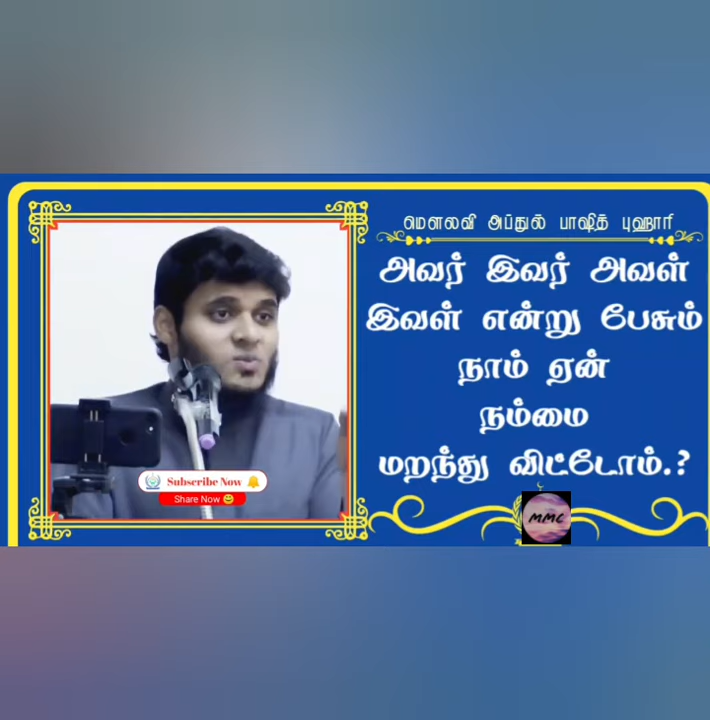 மௌலவி அப்துல் பாஷித் புஹாரி
அவர் இவர் அவள்
இவள் என்று பேசும்
நாம் ஏன்
நம்மை
மறந்து விட்டோம்.?
Subscribe Now
Share Now
MMC